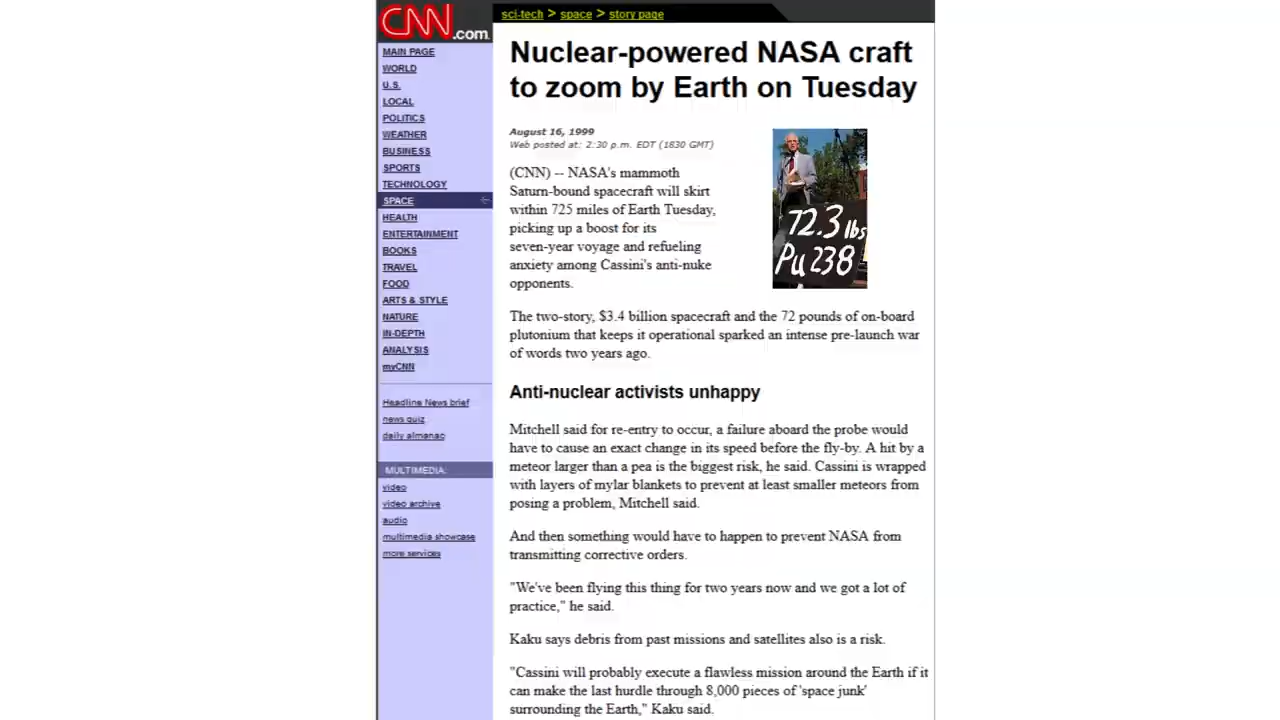 CNN.com
sci-tech > space > story page
MAIN PAGE
WORLD
U.S.
LOCAL
POLITICS
WEATHER
BUSINESS
SPORTS
TECHNOLOGY
SPACE
HEALTH
ENTERTAINMENT
BOOKS
TRAVEL
FOOD
ARTS & STYLE
NATURE
IN-DEPTH
ANALYSIS
myCNN
Headline News brief
news quiz
daily almanac
MULTIMEDIA:
video
video archive
audio
multimedia showcase
more services
Nuclear-powered NASA craft
to zoom by Earth on Tuesday
August 16, 1999
Web posted at: 2:30 p.m. EDT (1830 GMT)
72.3 lbs
Pu 238
(CNN) -- NASA's mammoth
Saturn-bound spacecraft will skirt
within 725 miles of Earth Tuesday,
picking up a boost for its
seven-year voyage and refueling
anxiety among Cassini's anti-nuke
opponents.
The two-story, $3.4 billion spacecraft and the 72 pounds of on-board
plutonium that keeps it operational sparked an intense pre-launch war
of words two years ago.
Anti-nuclear activists unhappy
Mitchell said for re-entry to occur, a failure aboard the probe would
have to cause an exact change in its speed before the fly-by. A hit by a
meteor larger than a pea is the biggest risk, he said. Cassini is wrapped
with layers of mylar blankets to prevent at least smaller meteors from
posing a problem, Mitchell said.
And then something would have to happen to prevent NASA from
transmitting corrective orders.
"We've been flying this thing for two years now and we got a lot of
practice," he said.
Kaku says debris from past missions and satellites also is a risk.
"Cassini will probably execute a flawless mission around the Earth if it
can make the last hurdle through 8,000 pieces of 'space junk'
surrounding the Earth," Kaku said.